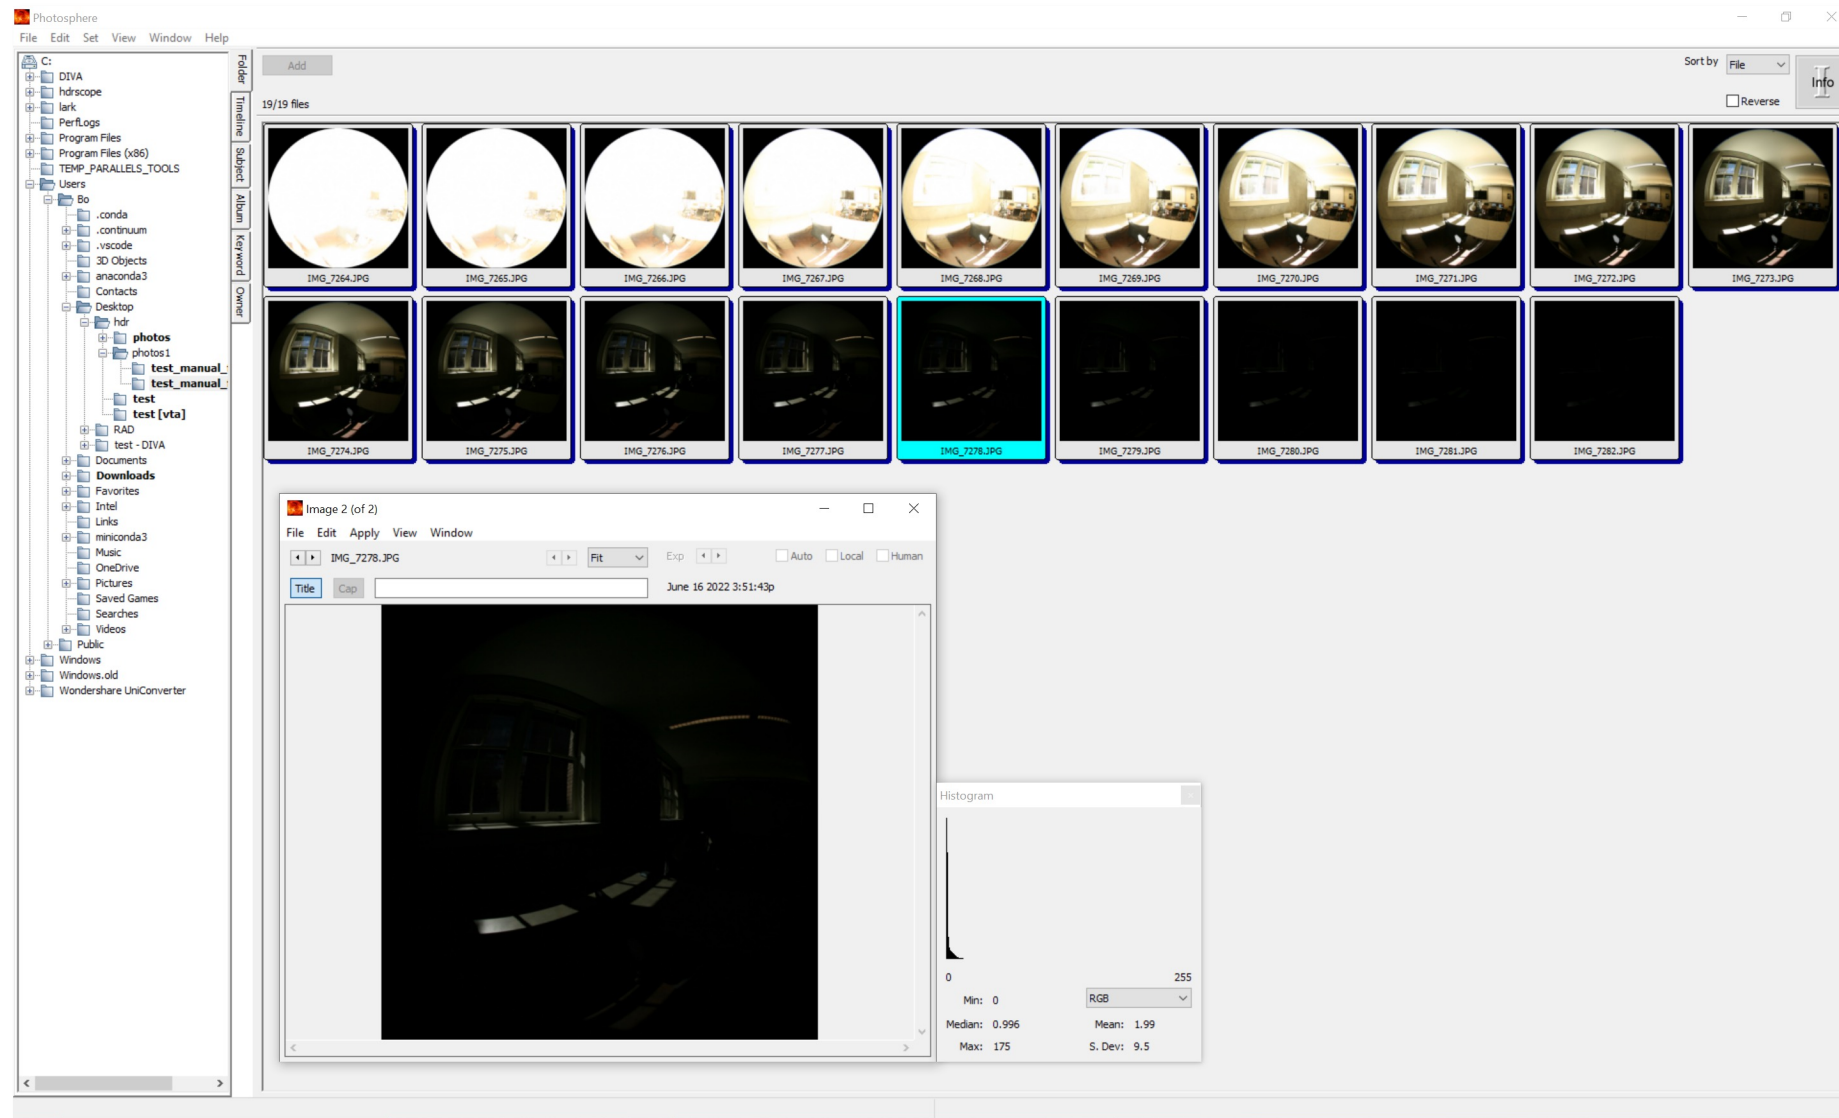 Photosphere
File Edit Set View Window Help
C:
DIVA
hdrscope
lark
PerfLogs
Program Files
Program Files (x86)
TEMP_PARALLELS_TOOLS
Users
Bo
.conda
.continuum
.vscode
3D Objects
anaconda3
Contacts
Desktop
hdr
photos
photos1
test_manual_
test_manual_
test
test [vta]
RAD
test - DIVA
Documents
Downloads
Favorites
Intel
Links
miniconda3
Music
OneDrive
Pictures
Saved Games
Searches
Videos
Public
Windows
Windows.old
Wondershare UniConverter
Folder
Timeline
Subject
Album
Keyword
Owner
Add
Sort by File
Info
19/19 files
Reverse
IMG_7264.JPG IMG_7265.JPG IMG_7266.JPG IMG_7267.JPG IMG_7268.JPG IMG_7269.JPG IMG_7270.JPG IMG_7271.JPG IMG_7272.JPG IMG_7273.JPG
IMG_7274.JPG IMG_7275.JPG IMG_7276.JPG IMG_7277.JPG IMG_7278.JPG IMG_7279.JPG IMG_7280.JPG IMG_7281.JPG IMG_7282.JPG
Image 2 (of 2)
File Edit Apply View Window
IMG_7278.JPG Fit Exp Auto Local Human
Title Cap June 16 2022 3:51:43p
Histogram
0 255
Min: 0 RGB
Median: 0.996 Mean: 1.99
Max: 175 S. Dev: 9.5